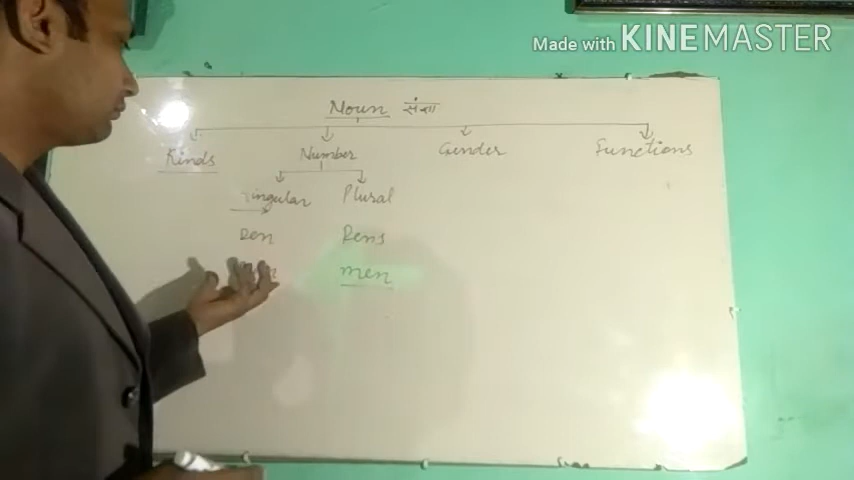 Made with KINEMASTER
Noun संज्ञा
Kinds Number Gender Functions
Singular Plural
Pen Pens
men